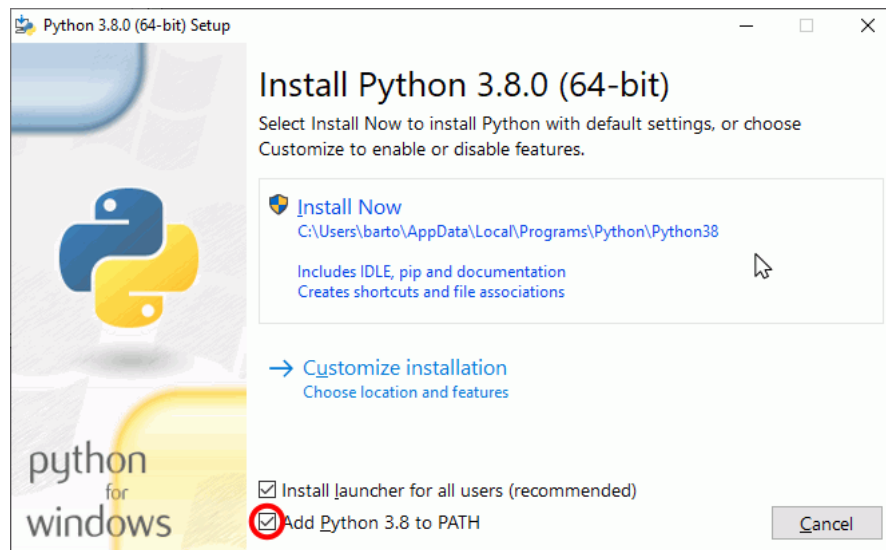 Python 3.8.0 (64-bit) Setup
Install Python 3.8.0 (64-bit)
Select Install Now to install Python with default settings, or choose
Customize to enable or disable features.
Install Now
C:\Users\barto\AppData\Local\Programs\Python\Python38
Includes IDLE, pip and documentation
Creates shortcuts and file associations
Customize installation
Choose location and features
python
for
windows
Install launcher for all users (recommended)
Add Python 3.8 to PATH
Cancel